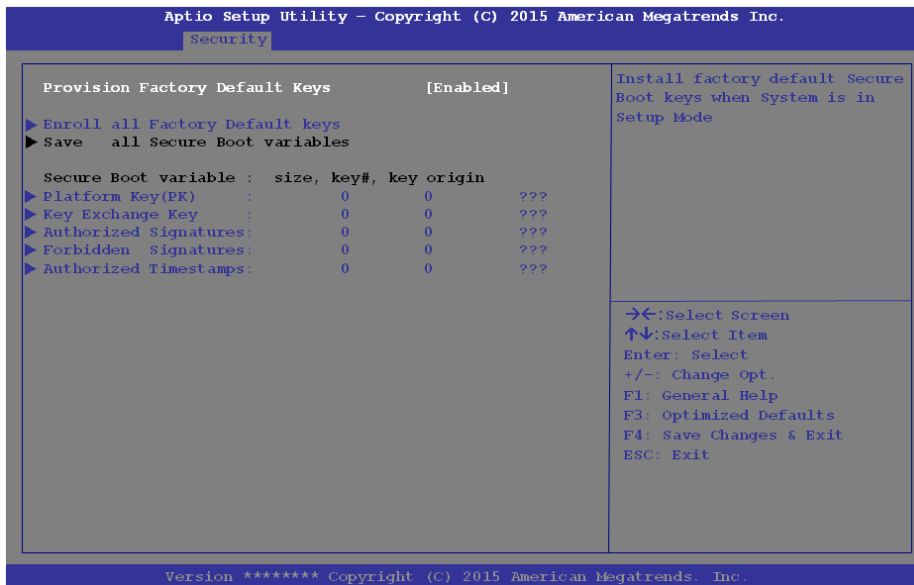 Aptio Setup Utility – Copyright (C) 2015 American Megatrends Inc.
Security
Provision Factory Default Keys [Enabled]
▶ Enroll all Factory Default keys
▶ Save all Secure Boot variables
Secure Boot variable : size, key#, key origin
▶ Platform Key(PK) : 0 0 ???
▶ Key Exchange Key : 0 0 ???
▶ Authorized Signatures: 0 0 ???
▶ Forbidden Signatures: 0 0 ???
▶ Authorized Timestamps: 0 0 ???
Install factory default Secure
Boot keys when System is in
Setup Mode
→←:Select Screen
↑↓:Select Item
Enter: Select
+/-: Change Opt.
F1: General Help
F3: Optimized Defaults
F4: Save Changes & Exit
ESC: Exit
Version ******** Copyright (C) 2015 American Megatrends. Inc.